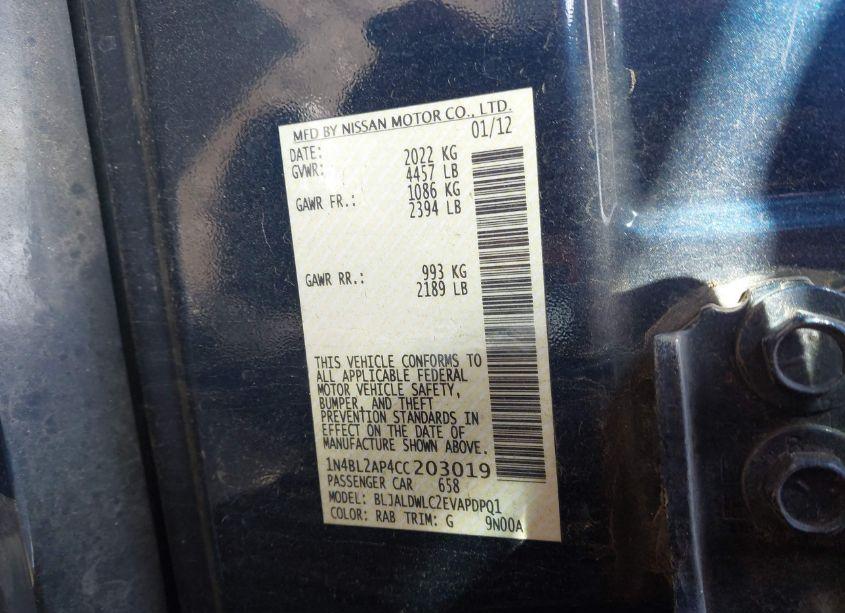 MFD BY NISSAN MOTOR CO., LTD.
DATE: 01/12
GVWR: 2022 KG
4457 LB
GAWR FR.: 1086 KG
2394 LB
GAWR RR.: 993 KG
2189 LB
THIS VEHICLE CONFORMS TO
ALL APPLICABLE FEDERAL
MOTOR VEHICLE SAFETY,
BUMPER, AND THEFT
PREVENTION STANDARDS IN
EFFECT ON THE DATE OF
MANUFACTURE SHOWN ABOVE.
1N4BL2AP4CC203019
PASSENGER CAR 658
MODEL: BLJALDWLC2EVAPDPQ1
COLOR: RAB TRIM: G 9N00A